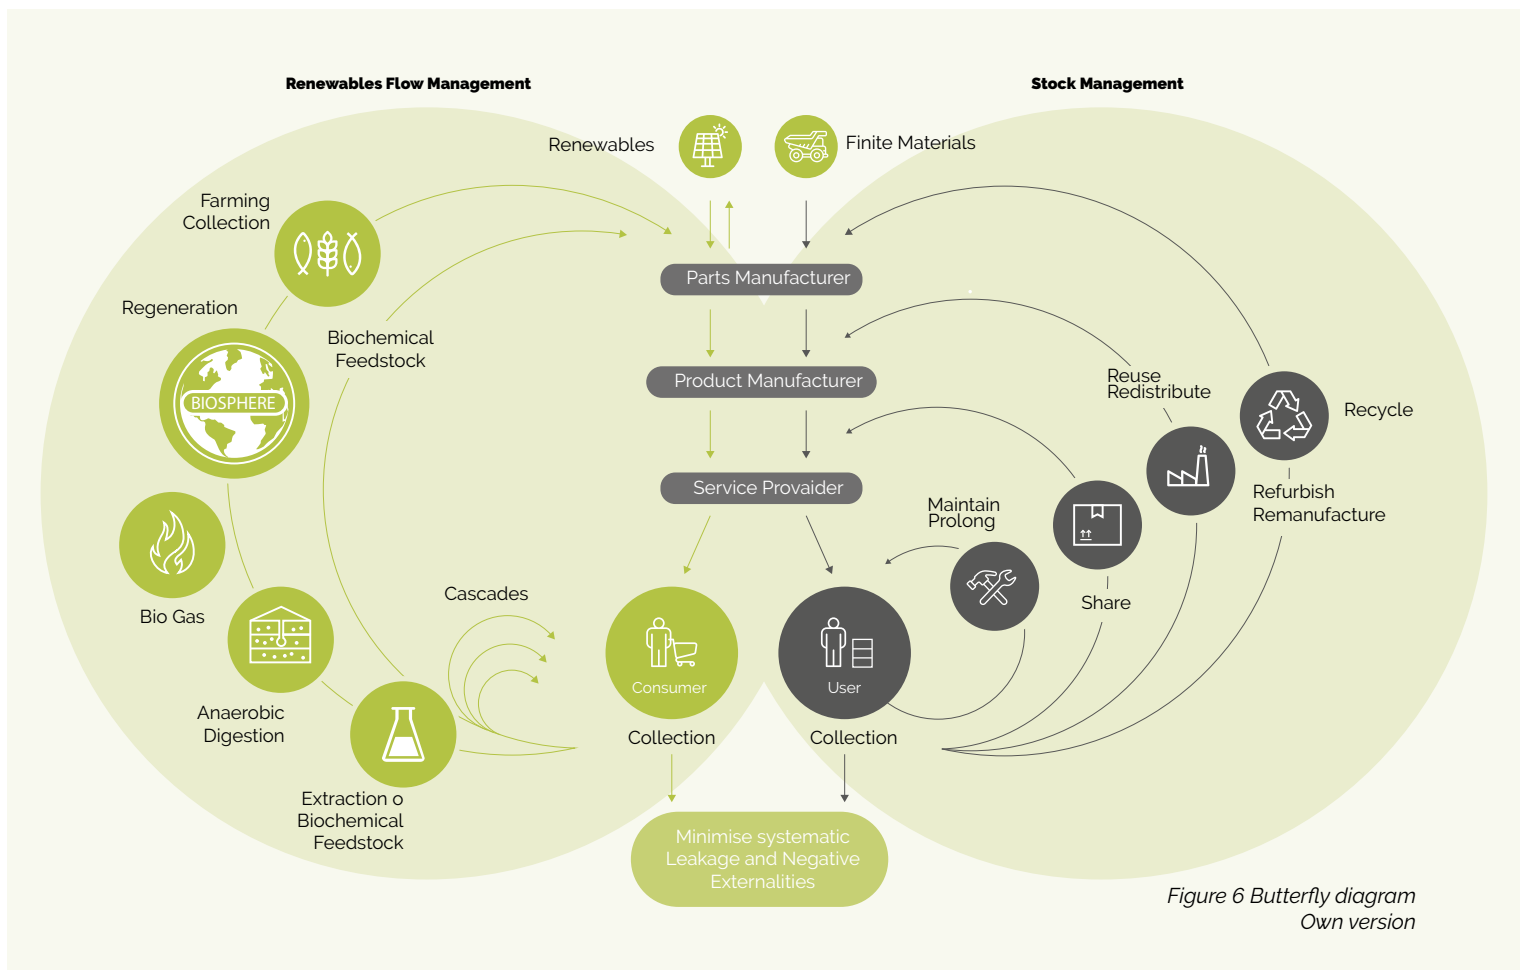 Renewables Flow Management
Stock Management
Renewables
Finite Materials
Farming
Collection
Regeneration
BIOSPHERE
Biochemical
Feedstock
Parts Manufacturer
Product Manufacturer
Service Provaider
Reuse
Redistribute
Recycle
Refurbish
Remanufacture
Maintain
Prolong
Share
Bio Gas
Cascades
Anaerobic
Digestion
Extraction o
Biochemical
Feedstock
Consumer
User
Collection
Collection
Minimise systematic
Leakage and Negative
Externalities
Figure 6 Butterfly diagram
Own version